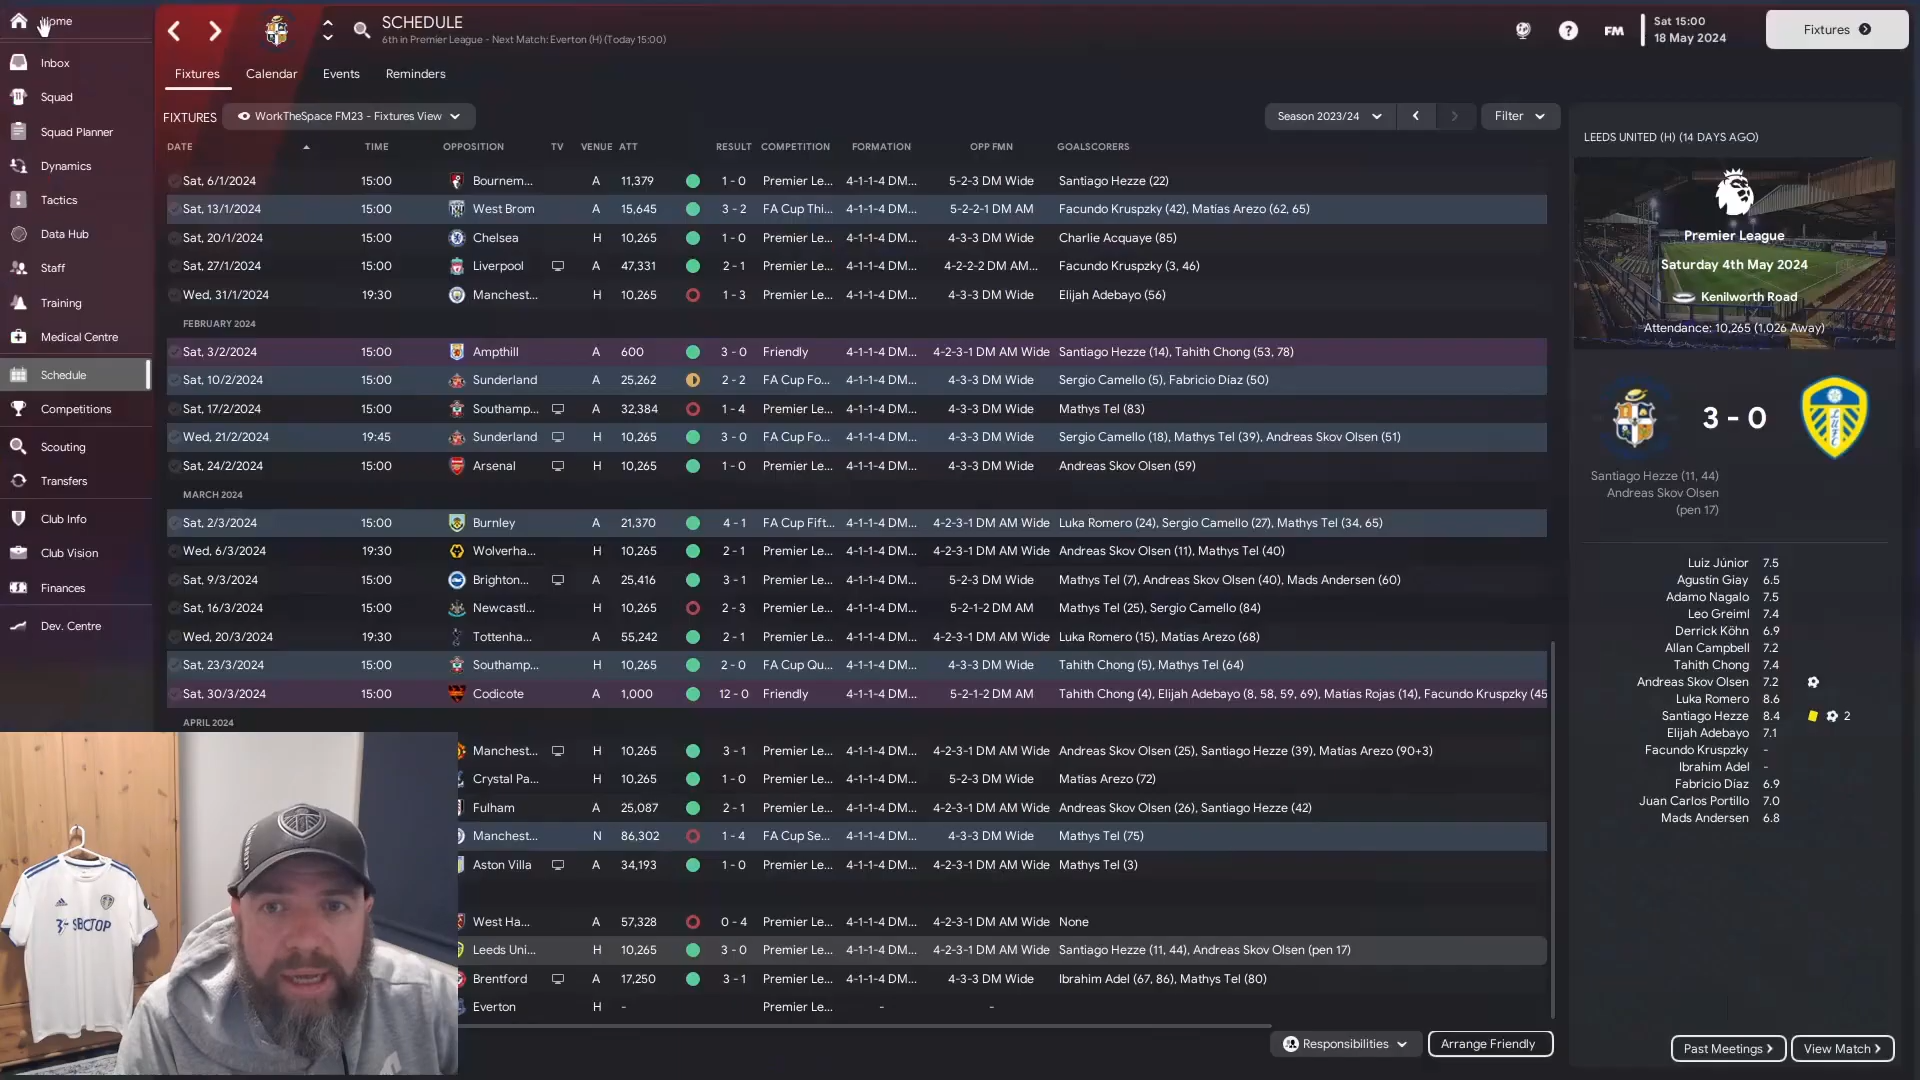 Home
SCHEDULE
6th in Premier League - Next Match: Everton (H) (Today 15:00)
FM
Sat 15:00
18 May 2024
Fixtures
Inbox
Squad
Squad Planner
Dynamics
Tactics
Data Hub
Staff
Training
Medical Centre
Schedule
Competitions
Scouting
Transfers
Club Info
Club Vision
Finances
Dev. Centre
Fixtures Calendar Events Reminders
FIXTURES WorkTheSpace FM23 - Fixtures View
Season 2023/24 Filter
DATE TIME OPPOSITION TV VENUE ATT RESULT COMPETITION FORMATION OPP FMN GOALSCORERS
Sat, 6/1/2024 15:00 Bournem... A 11,379 1 - 0 Premier Le... 4-1-1-4 DM... 5-2-3 DM Wide Santiago Hezze (22)
Sat, 13/1/2024 15:00 West Brom A 15,645 3 - 2 FA Cup Thi... 4-1-1-4 DM... 5-2-2-1 DM AM Facundo Kruspzky (42), Matías Arezo (62, 65)
Sat, 20/1/2024 15:00 Chelsea H 10,265 1 - 0 Premier Le... 4-1-1-4 DM... 4-3-3 DM Wide Charlie Acquaye (85)
Sat, 27/1/2024 15:00 Liverpool A 47,331 2 - 1 Premier Le... 4-1-1-4 DM... 4-2-2-2 DM AM... Facundo Kruspzky (3, 46)
Wed, 31/1/2024 19:30 Manchest... H 10,265 1 - 3 Premier Le... 4-1-1-4 DM... 4-3-3 DM Wide Elijah Adebayo (56)
FEBRUARY 2024
Sat, 3/2/2024 15:00 Ampthill A 600 3 - 0 Friendly 4-1-1-4 DM... 4-2-3-1 DM AM Wide Santiago Hezze (14), Tahith Chong (53, 78)
Sat, 10/2/2024 15:00 Sunderland A 25,262 2 - 2 FA Cup Fo... 4-1-1-4 DM... 4-3-3 DM Wide Sergio Camello (5), Fabricio Díaz (50)
Sat, 17/2/2024 15:00 Southamp... A 32,384 1 - 4 Premier Le... 4-1-1-4 DM... 4-3-3 DM Wide Mathys Tel (83)
Wed, 21/2/2024 19:45 Sunderland H 10,265 3 - 0 FA Cup Fo... 4-1-1-4 DM... 4-3-3 DM Wide Sergio Camello (18), Mathys Tel (39), Andreas Skov Olsen (51)
Sat, 24/2/2024 15:00 Arsenal H 10,265 1 - 0 Premier Le... 4-1-1-4 DM... 4-3-3 DM Wide Andreas Skov Olsen (59)
MARCH 2024
Sat, 2/3/2024 15:00 Burnley A 21,370 4 - 1 FA Cup Fift... 4-1-1-4 DM... 4-2-3-1 DM AM Wide Luka Romero (24), Sergio Camello (27), Mathys Tel (34, 65)
Wed, 6/3/2024 19:30 Wolverha... H 10,265 2 - 1 Premier Le... 4-1-1-4 DM... 4-2-3-1 DM AM Wide Andreas Skov Olsen (11), Mathys Tel (40)
Sat, 9/3/2024 15:00 Brighton... A 25,416 3 - 1 Premier Le... 4-1-1-4 DM... 5-2-3 DM Wide Mathys Tel (7), Andreas Skov Olsen (40), Mads Andersen (60)
Sat, 16/3/2024 15:00 Newcastl... H 10,265 2 - 3 Premier Le... 4-1-1-4 DM... 5-2-1-2 DM AM Mathys Tel (25), Sergio Camello (84)
Wed, 20/3/2024 19:30 Tottenha... A 55,242 2 - 1 Premier Le... 4-1-1-4 DM... 4-2-3-1 DM AM Wide Luka Romero (15), Matías Arezo (68)
Sat, 23/3/2024 15:00 Southamp... H 10,265 2 - 0 FA Cup Qu... 4-1-1-4 DM... 4-3-3 DM Wide Tahith Chong (5), Mathys Tel (64)
Sat, 30/3/2024 15:00 Codicote A 1,000 12 - 0 Friendly 4-1-1-4 DM... 5-2-1-2 DM AM Tahith Chong (4), Elijah Adebayo (8, 58, 59, 69), Matías Rojas (14), Facundo Kruspzky (45
APRIL 2024
Manchest... H 10,265 3 - 1 Premier Le... 4-1-1-4 DM... 4-2-3-1 DM AM Wide Andreas Skov Olsen (25), Santiago Hezze (39), Matías Arezo (90+3)
Crystal Pa... H 10,265 1 - 0 Premier Le... 4-1-1-4 DM... 5-2-3 DM Wide Matías Arezo (72)
Fulham A 25,087 2 - 1 Premier Le... 4-1-1-4 DM... 4-2-3-1 DM AM Wide Andreas Skov Olsen (26), Santiago Hezze (42)
Manchest... N 86,302 1 - 4 FA Cup Se... 4-1-1-4 DM... 4-3-3 DM Wide Mathys Tel (75)
Aston Villa A 34,193 1 - 0 Premier Le... 4-1-1-4 DM... 4-2-3-1 DM AM Wide Mathys Tel (3)
West Ha... A 57,328 0 - 4 Premier Le... 4-1-1-4 DM... 4-2-3-1 DM AM Wide None
Leeds Uni... H 10,265 3 - 0 Premier Le... 4-1-1-4 DM... 4-2-3-1 DM AM Wide Santiago Hezze (11, 44), Andreas Skov Olsen (pen 17)
Brentford A 17,250 3 - 1 Premier Le... 4-1-1-4 DM... 4-3-3 DM Wide Ibrahim Adel (67, 86), Mathys Tel (80)
Everton H - Premier Le... - -
Responsibilities Arrange Friendly
LEEDS UNITED (H) (14 DAYS AGO)
Premier League
Saturday 4th May 2024
Kenilworth Road
Attendance: 10,265 (1,026 Away)
3 - 0
Santiago Hezze (11, 44)
Andreas Skov Olsen
(pen 17)
Luiz Júnior 7.5
Agustín Giay 6.5
Adamo Nagalo 7.5
Leo Greiml 7.4
Derrick Köhn 6.9
Allan Campbell 7.2
Tahith Chong 7.4
Andreas Skov Olsen 7.2
Luka Romero 8.6
Santiago Hezze 8.4 2
Elijah Adebayo 7.1
Facundo Kruspzky -
Ibrahim Adel -
Fabricio Díaz 6.9
Juan Carlos Portillo 7.0
Mads Andersen 6.8
Past Meetings View Match
SBCTOP